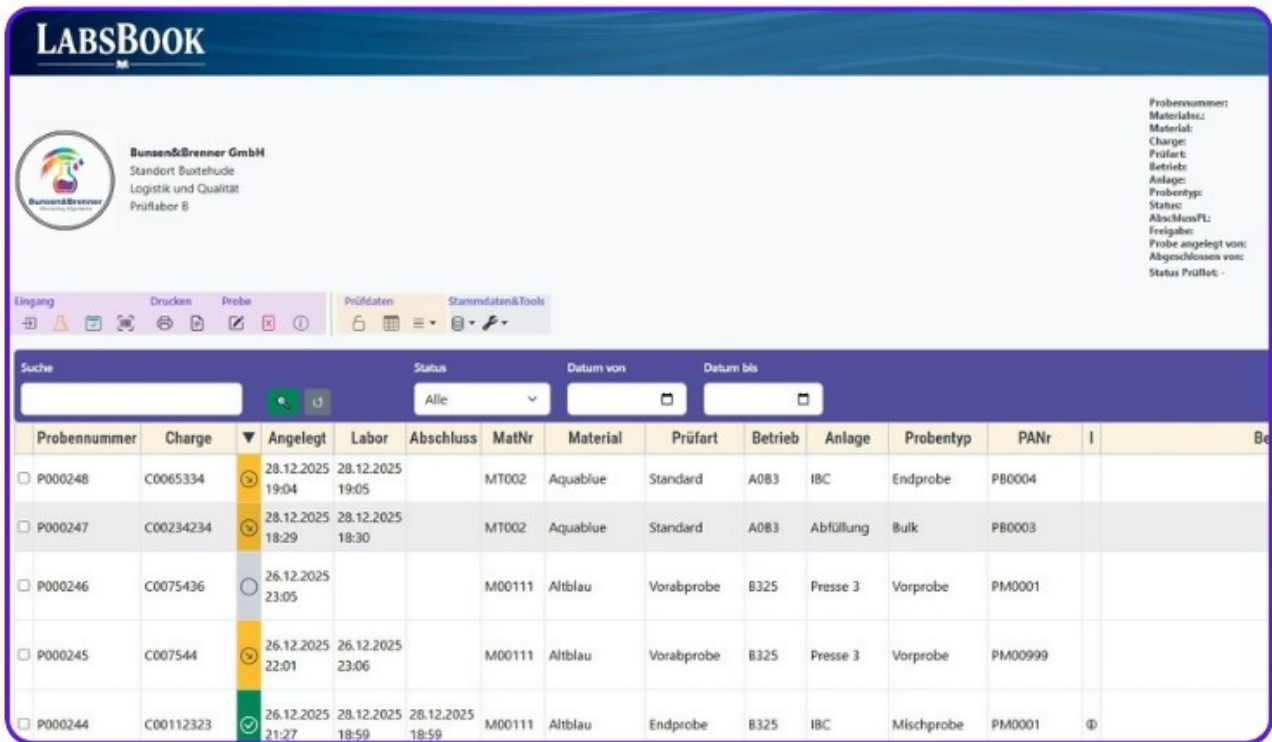 LABSBOOK
Probennummer:
Materialnr.:
Material:
Charge:
Prüfart:
Betrieb:
Anlage:
Probentyp:
Status:
AbschlussPL:
Freigabe:
Probe angelegt von:
Abgeschlossen von:
Status Prüflot: -
Bunsen&Brenner GmbH
Standort Buxtehude
Logistik und Qualität
Prüflabor B
Bunsen&Brenner
Eingang Drucken Probe Prüfdaten Stammdaten&Tools
Suche Status Datum von Datum bis
Alle
Probennummer Charge ▼ Angelegt Labor Abschluss MatNr Material Prüfart Betrieb Anlage Probentyp PANr I Be
P000248 C0065334 28.12.2025 19:04 28.12.2025 19:05 MT002 Aquablue Standard A0B3 IBC Endprobe PB0004
P000247 C00234234 28.12.2025 18:29 28.12.2025 18:30 MT002 Aquablue Standard A0B3 Abfüllung Bulk PB0003
P000246 C0075436 26.12.2025 23:05 M00111 Altblau Vorabprobe B325 Presse 3 Vorprobe PM0001
P000245 C007544 26.12.2025 22:01 26.12.2025 23:06 M00111 Altblau Vorabprobe B325 Presse 3 Vorprobe PM00999
P000244 C00112323 26.12.2025 21:27 28.12.2025 18:59 28.12.2025 18:59 M00111 Altblau Endprobe B325 IBC Mischprobe PM0001